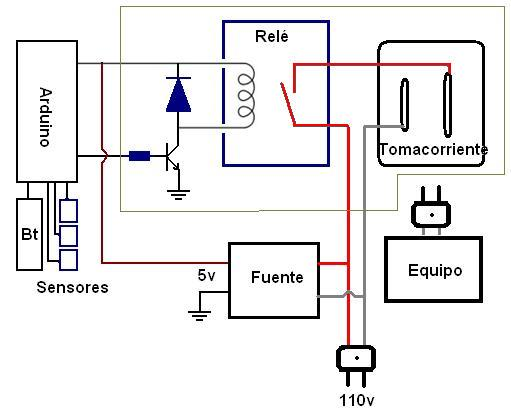 Relé
Arduino
Tomacorriente
Bt
Sensores
5v
Fuente
Equipo
110v